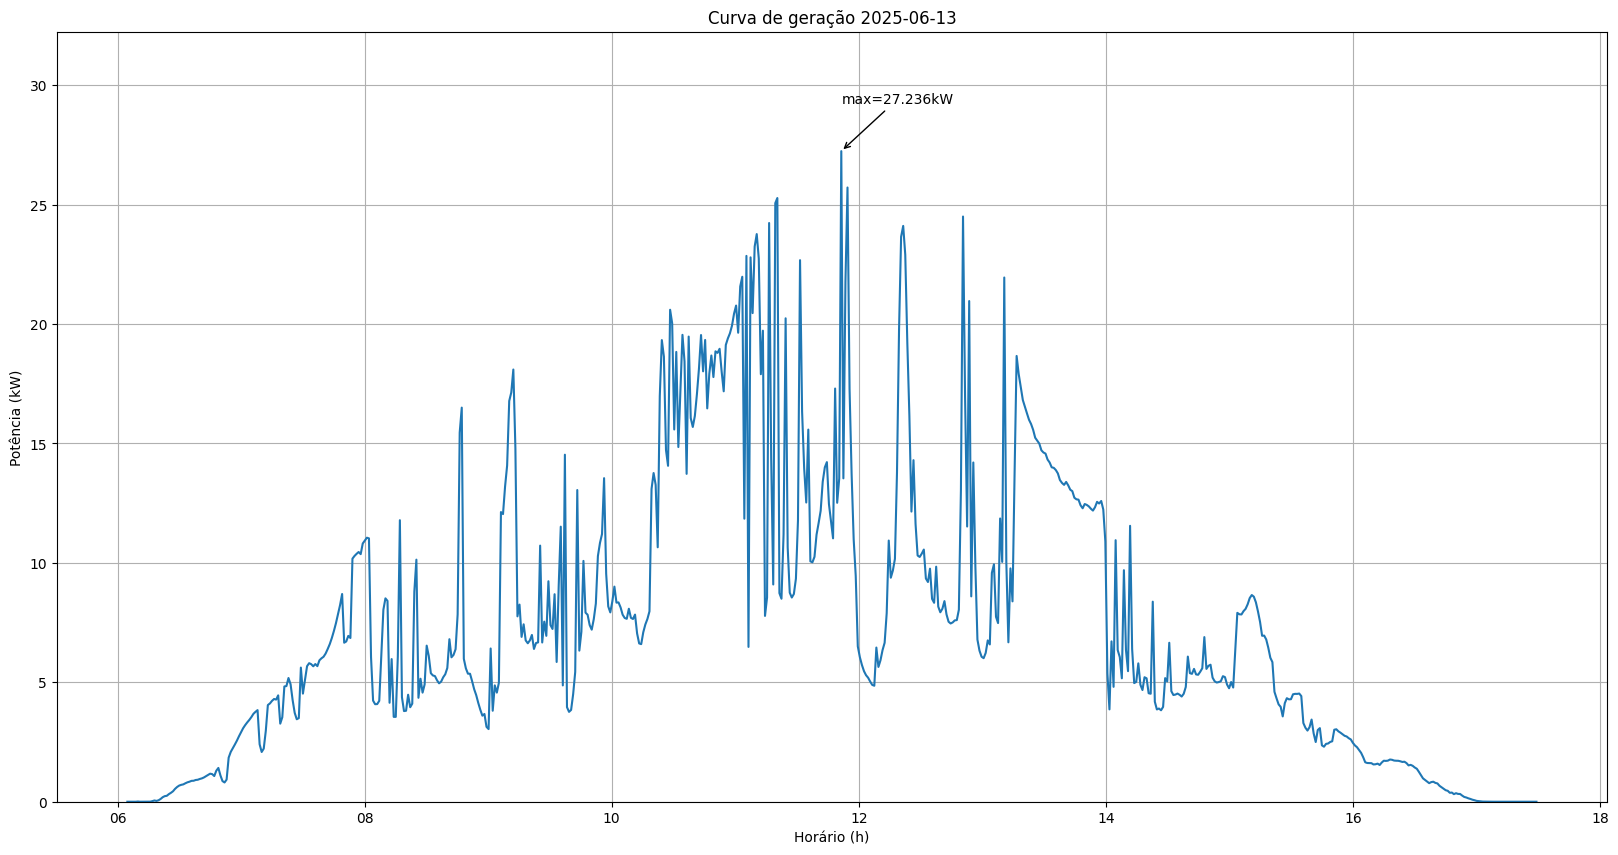 Curva de geração 2025-06-13
max=27.236kW
Potência (kW)
30
25
20
15
10
5
0
06 08 10 12 14 16 18
Horário (h)